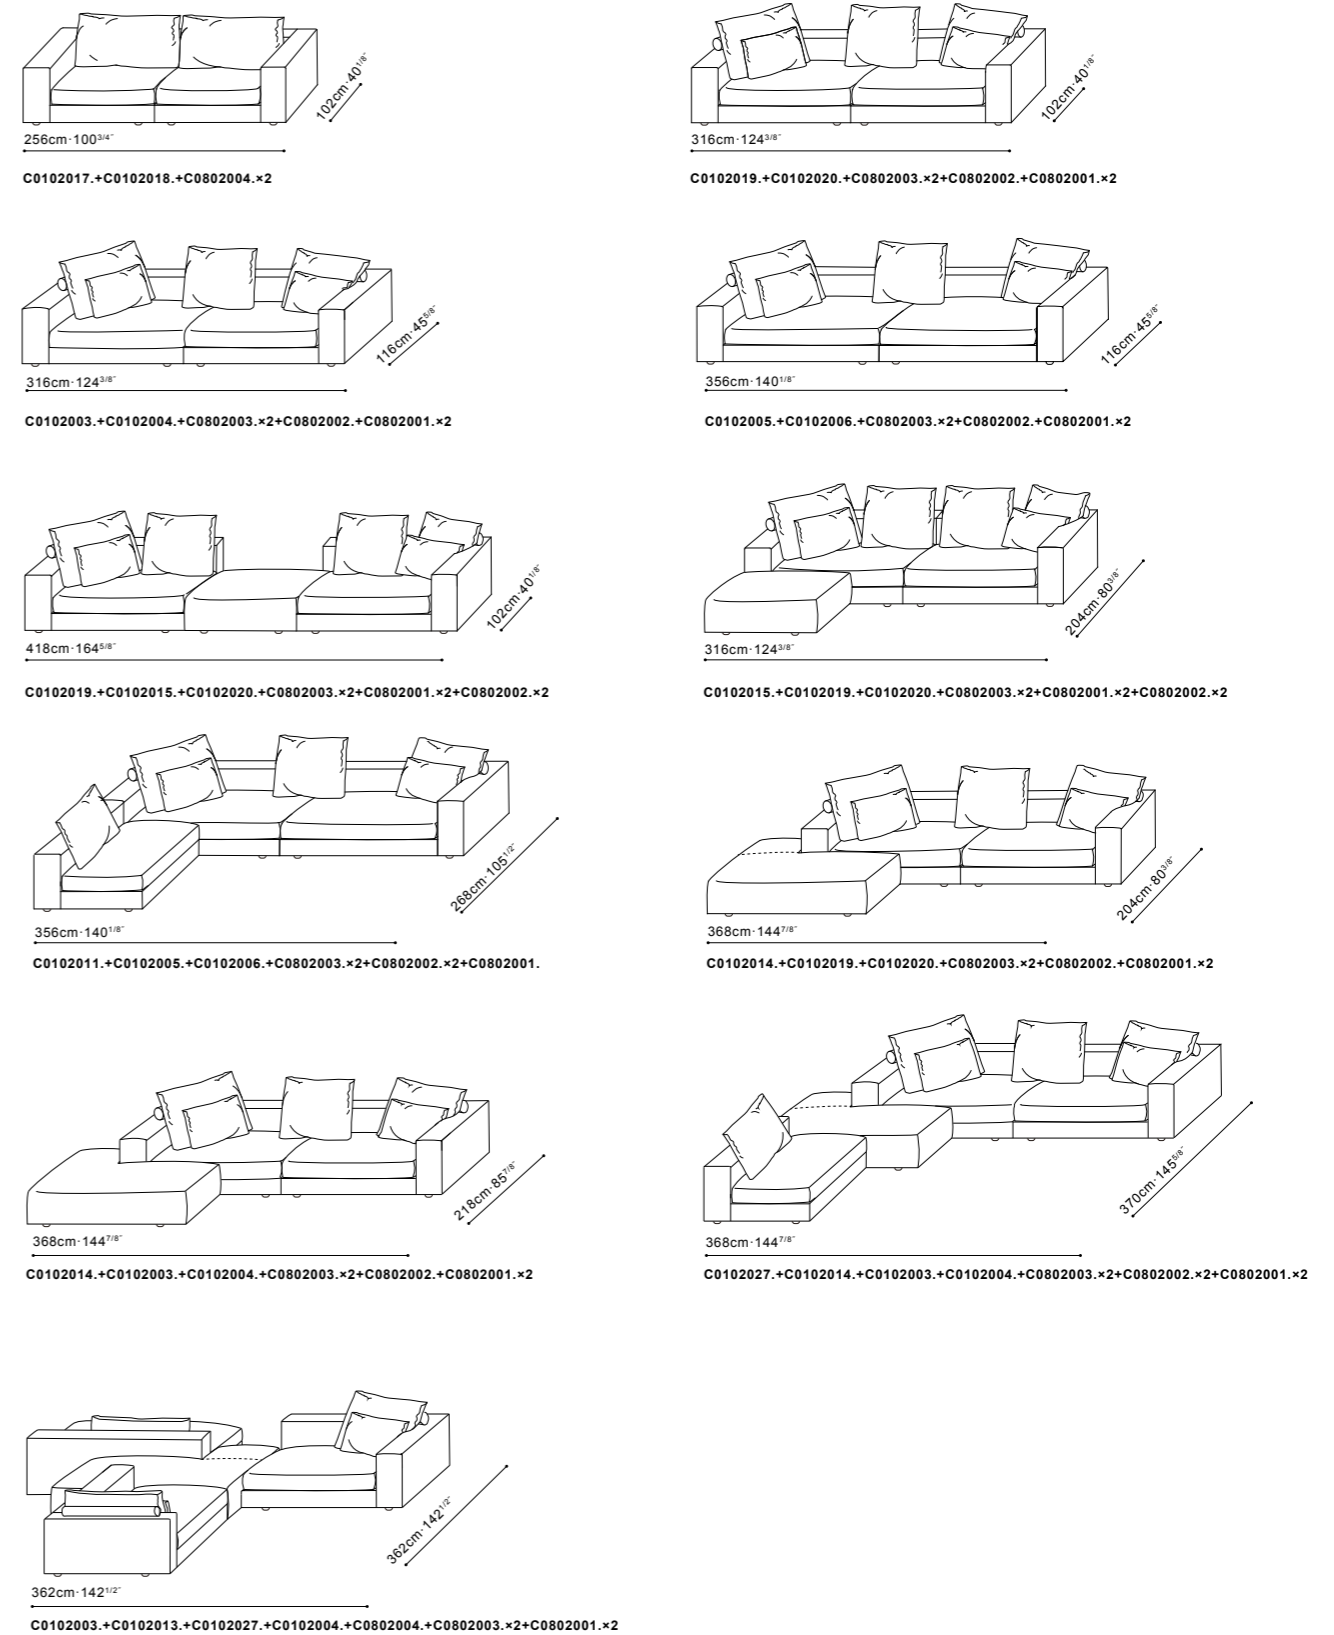 102cm·40 1/8″
256cm·100 3/4″
C0102017.+C0102018.+C0802004.×2
102cm·40 1/8″
316cm·124 3/8″
C0102019.+C0102020.+C0802003.×2+C0802002.+C0802001.×2
116cm·45 5/8″
316cm·124 3/8″
C0102003.+C0102004.+C0802003.×2+C0802002.+C0802001.×2
116cm·45 5/8″
356cm·140 1/8″
C0102005.+C0102006.+C0802003.×2+C0802002.+C0802001.×2
102cm·40 1/8″
418cm·164 5/8″
C0102019.+C0102015.+C0102020.+C0802003.×2+C0802001.×2+C0802002.×2
204cm·80 3/8″
316cm·124 3/8″
C0102015.+C0102019.+C0102020.+C0802003.×2+C0802001.×2+C0802002.×2
268cm·105 1/2″
356cm·140 1/8″
C0102011.+C0102005.+C0102006.+C0802003.×2+C0802002.×2+C0802001.
204cm·80 3/8″
368cm·144 7/8″
C0102014.+C0102019.+C0102020.+C0802003.×2+C0802002.+C0802001.×2
218cm·85 7/8″
368cm·144 7/8″
C0102014.+C0102003.+C0102004.+C0802003.×2+C0802002.+C0802001.×2
370cm·145 5/8″
368cm·144 7/8″
C0102027.+C0102014.+C0102003.+C0102004.+C0802003.×2+C0802002.×2+C0802001.×2
362cm·142 1/2″
362cm·142 1/2″
C0102003.+C0102013.+C0102027.+C0102004.+C0802004.+C0802003.×2+C0802001.×2